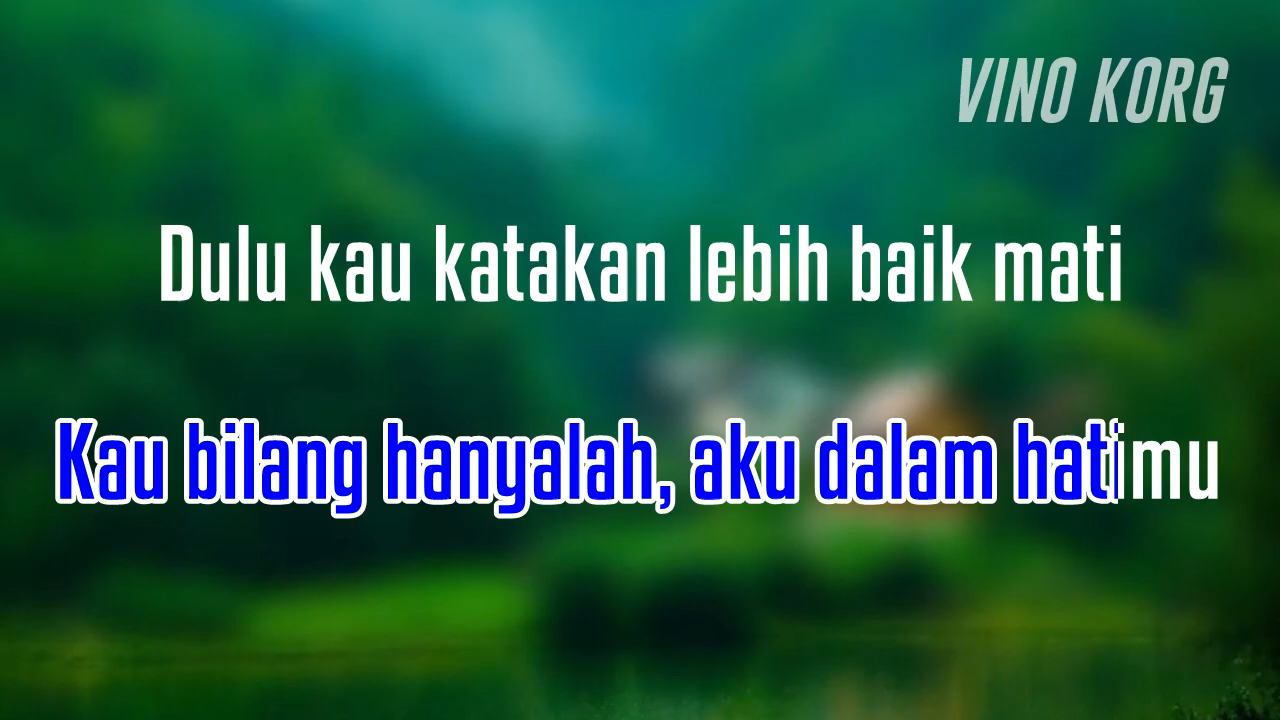 VINO KORG
Dulu kau katakan lebih baik mati
Kau bilang hanyalah, aku dalam hatimu